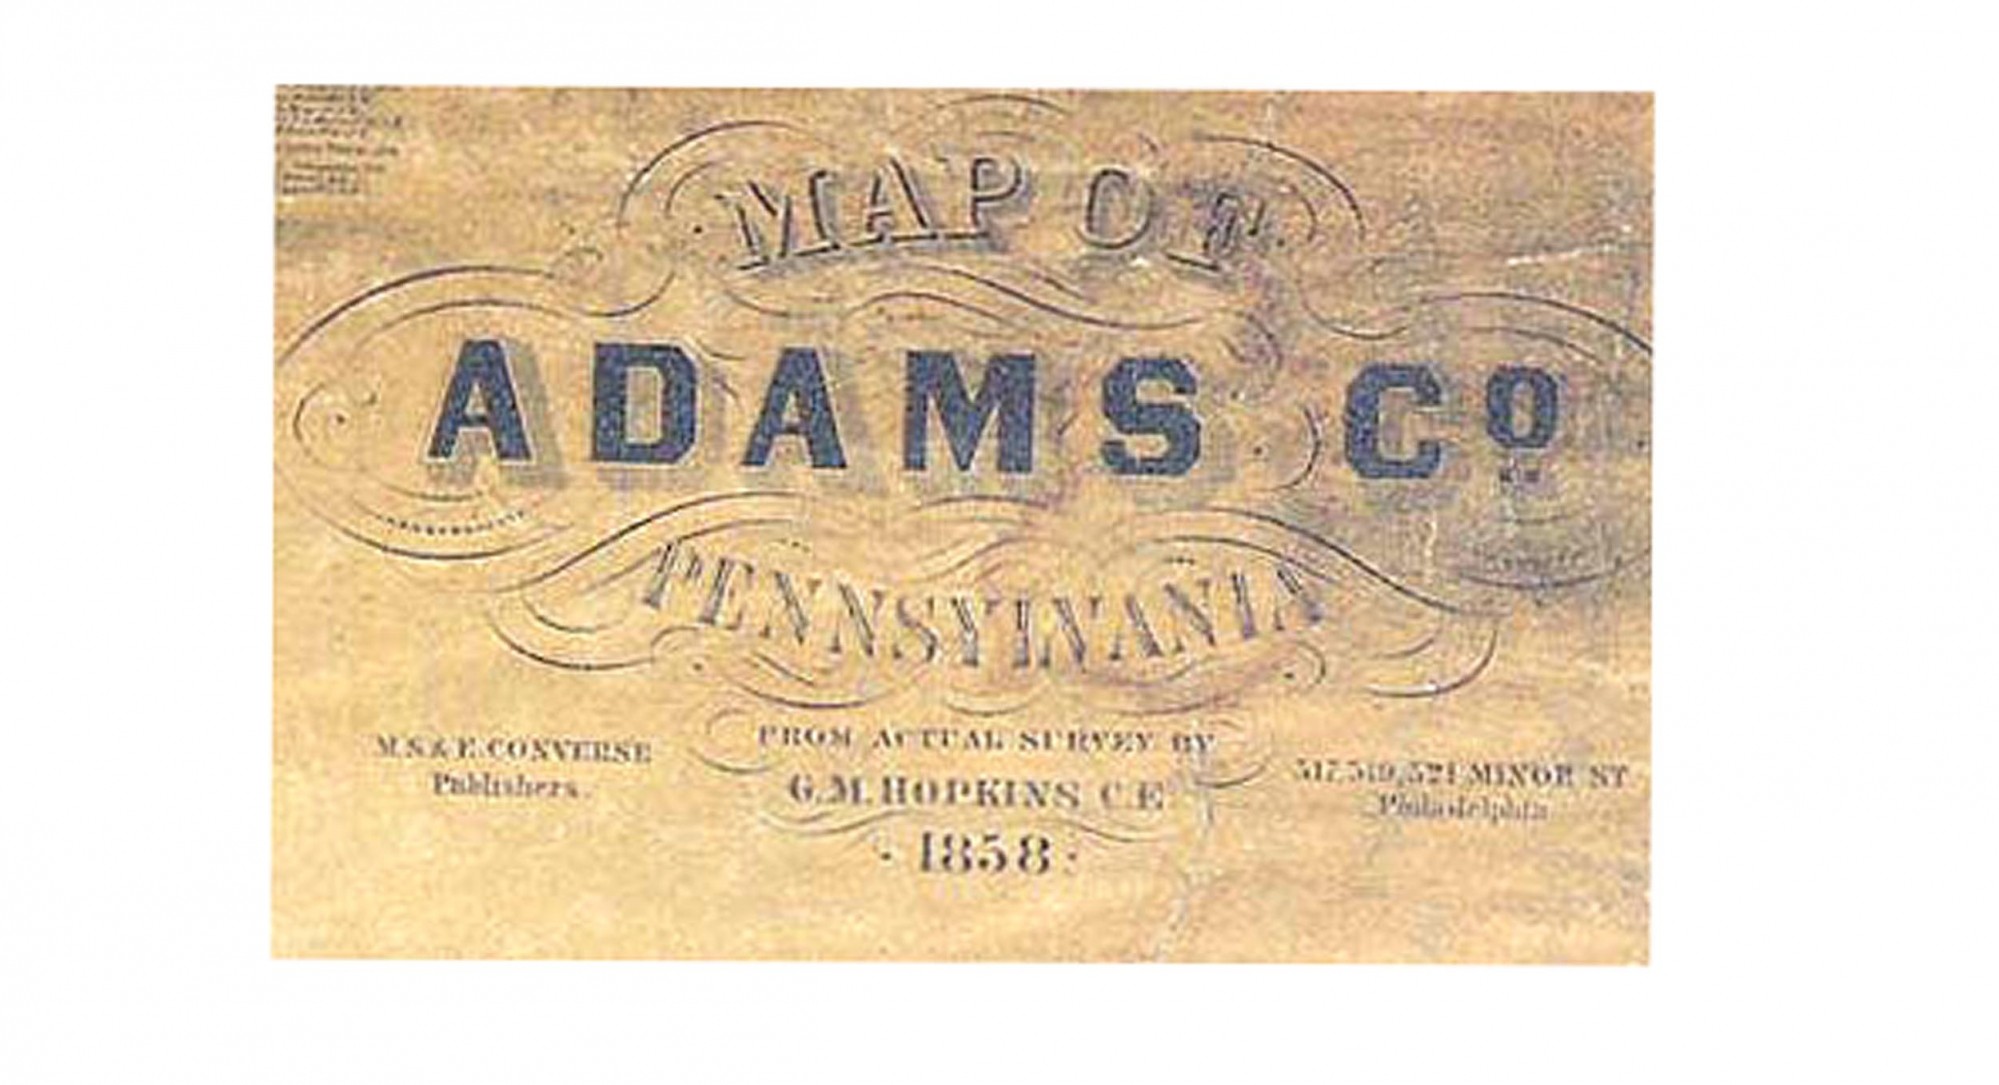 MAP OF
ADAMS Co
PENNSYLVANIA
FROM ACTUAL SURVEY BY
G.M. HOPKINS C.E
· 1858 ·
M.S. & E. CONVERSE
Publishers.
517, 519, 521 MINOR ST
Philadelphia